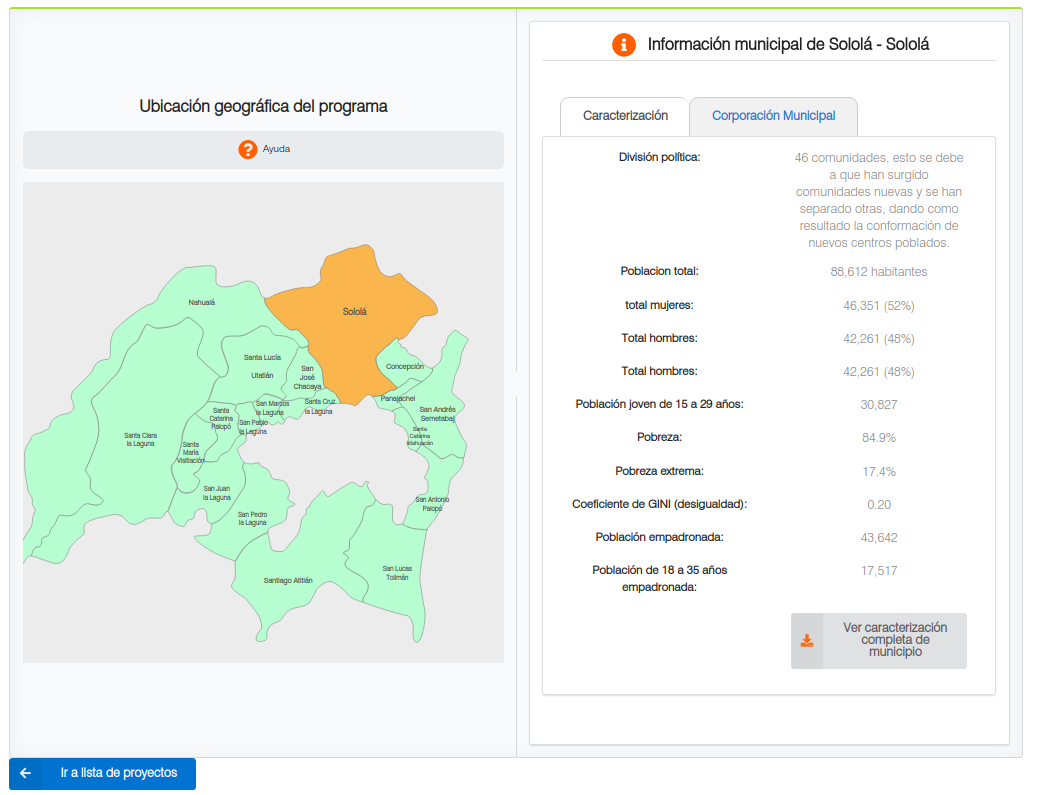 Ubicación geográfica del programa
Ayuda
Nahualá
Sololá
Santa Lucía
Utatlán
San
José
Chacaya
Concepción
Panajachel
San Andrés
Semetabaj
Santa
Catarina
Ixtahuacán
Santa Cruz
la Laguna
San Marcos
la Laguna
San Pablo
la Laguna
Santa
Catarina
Palopó
Santa Clara
la Laguna
Santa
María
Visitiación
San Juan
la Laguna
San Pedro
la Laguna
San Antonio
Palopó
Santiago Atitlán
San Lucas
Tolimán
Información municipal de Sololá - Sololá
Caracterización
Corporación Municipal
División política:
46 comunidades, esto se debe
a que han surgido
comunidades nuevas y se han
separado otras, dando como
resultado la conformación de
nuevos centros poblados.
Poblacion total: 88,612 habitantes
total mujeres: 46,351 (52%)
Total hombres: 42,261 (48%)
Total hombres: 42,261 (48%)
Población joven de 15 a 29 años: 30,827
Pobreza: 84.9%
Pobreza extrema: 17.4%
Coeficiente de GINI (desigualdad): 0.20
Población empadronada: 43,642
Población de 18 a 35 años 17,517
empadronada:
Ver caracterización
completa de
municipio
Ir a lista de proyectos